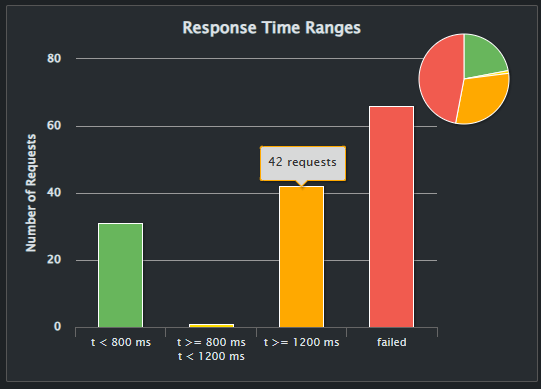 Response Time Ranges
Number of Requests
80
60
40
20
0
42 requests
t < 800 ms
t >= 800 ms
t < 1200 ms
t >= 1200 ms
failed